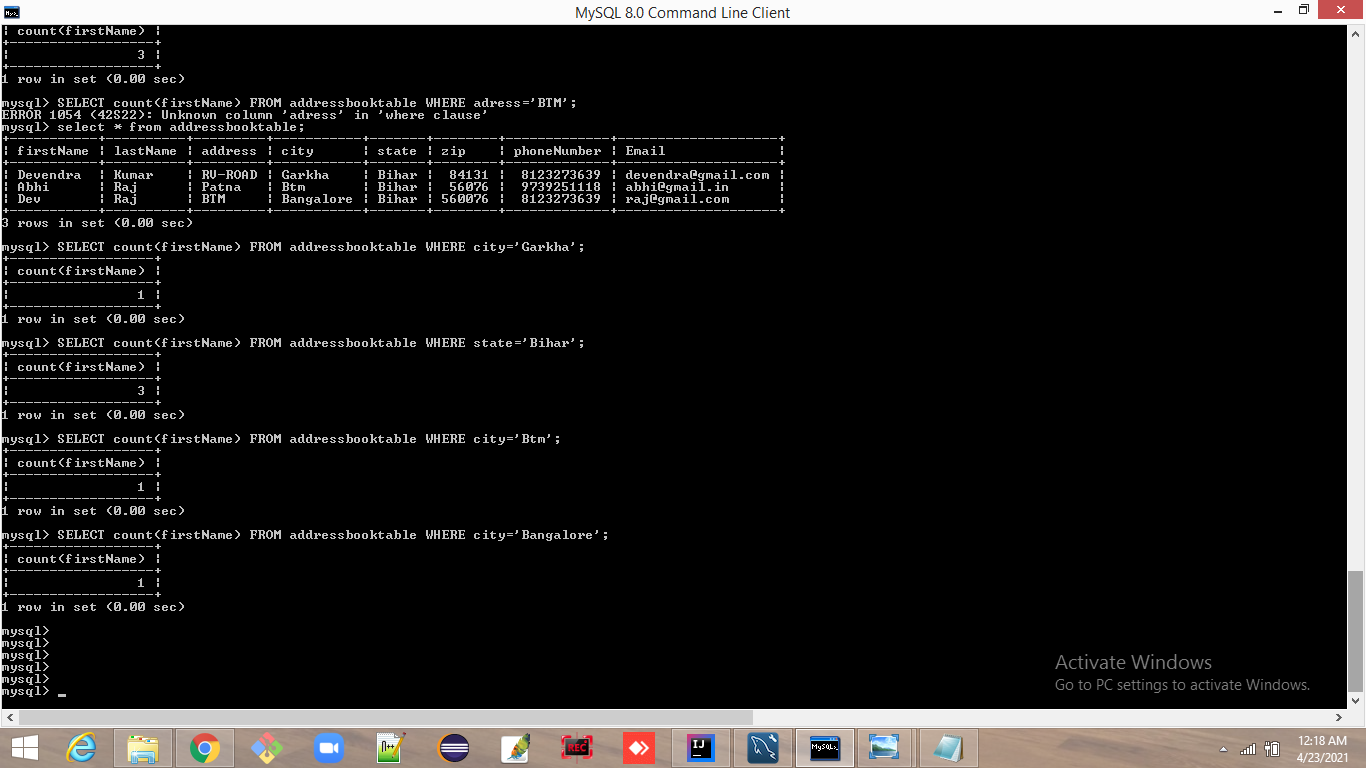 MySQL 8.0 Command Line Client
| count(firstName) |
+------------------+
| 3 |
+------------------+
1 row in set (0.00 sec)
mysql> SELECT count(firstName) FROM addressbooktable WHERE adress='BTM';
ERROR 1054 (42S22): Unknown column 'adress' in 'where clause'
mysql> select * from addressbooktable;
+-----------+----------+---------+-----------+-------+--------+-------------+--------------------+
| firstName | lastName | address | city | state | zip | phoneNumber | Email |
+-----------+----------+---------+-----------+-------+--------+-------------+--------------------+
| Devendra | Kumar | RV-ROAD | Garkha | Bihar | 84131 | 8123273639 | devendra@gmail.com |
| Abhi | Raj | Patna | Btm | Bihar | 56076 | 9739251118 | abhi@gmail.in |
| Dev | Raj | BTM | Bangalore | Bihar | 560076 | 8123273639 | raj@gmail.com |
+-----------+----------+---------+-----------+-------+--------+-------------+--------------------+
3 rows in set (0.00 sec)
mysql> SELECT count(firstName) FROM addressbooktable WHERE city='Garkha';
+------------------+
| count(firstName) |
+------------------+
| 1 |
+------------------+
1 row in set (0.00 sec)
mysql> SELECT count(firstName) FROM addressbooktable WHERE state='Bihar';
+------------------+
| count(firstName) |
+------------------+
| 3 |
+------------------+
1 row in set (0.00 sec)
mysql> SELECT count(firstName) FROM addressbooktable WHERE city='Btm';
+------------------+
| count(firstName) |
+------------------+
| 1 |
+------------------+
1 row in set (0.00 sec)
mysql> SELECT count(firstName) FROM addressbooktable WHERE city='Bangalore';
+------------------+
| count(firstName) |
+------------------+
| 1 |
+------------------+
1 row in set (0.00 sec)
mysql>
mysql>
mysql>
mysql>
mysql>
mysql> _
Activate Windows
Go to PC settings to activate Windows.
REC
IJ
MySQL>
12:18 AM
4/23/2021